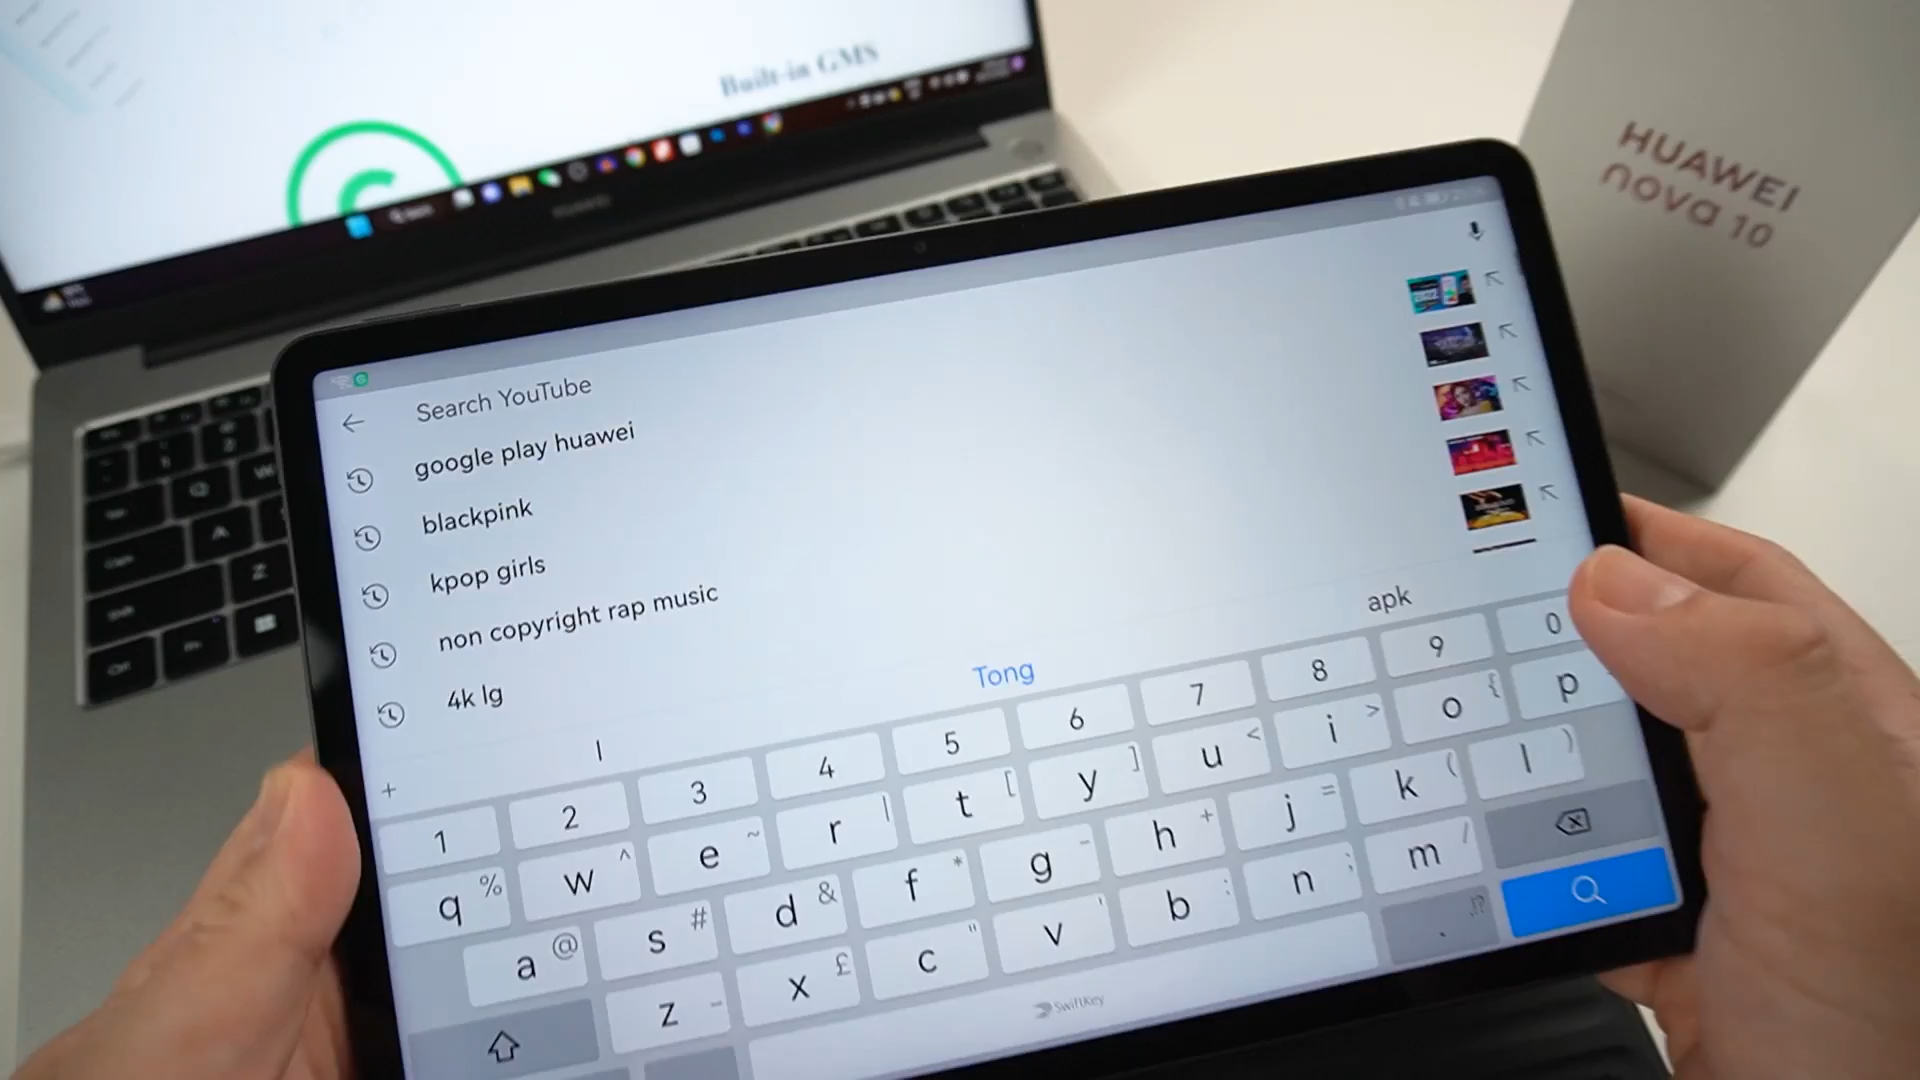 Built-in GMS
HUAWEI
nova 10
Search YouTube
google play huawei
blackpink
kpop girls
non copyright rap music
4k lg
+ I Tong apk
1 2 3 4 5 6 7 8 9 0
q % w ^ e ~ r | t [ y ] u < i > o { p
a @ s # d & f * g - h + j = k ( l )
z - x £ c " v ' b : n ; m /
. !?
SwiftKey